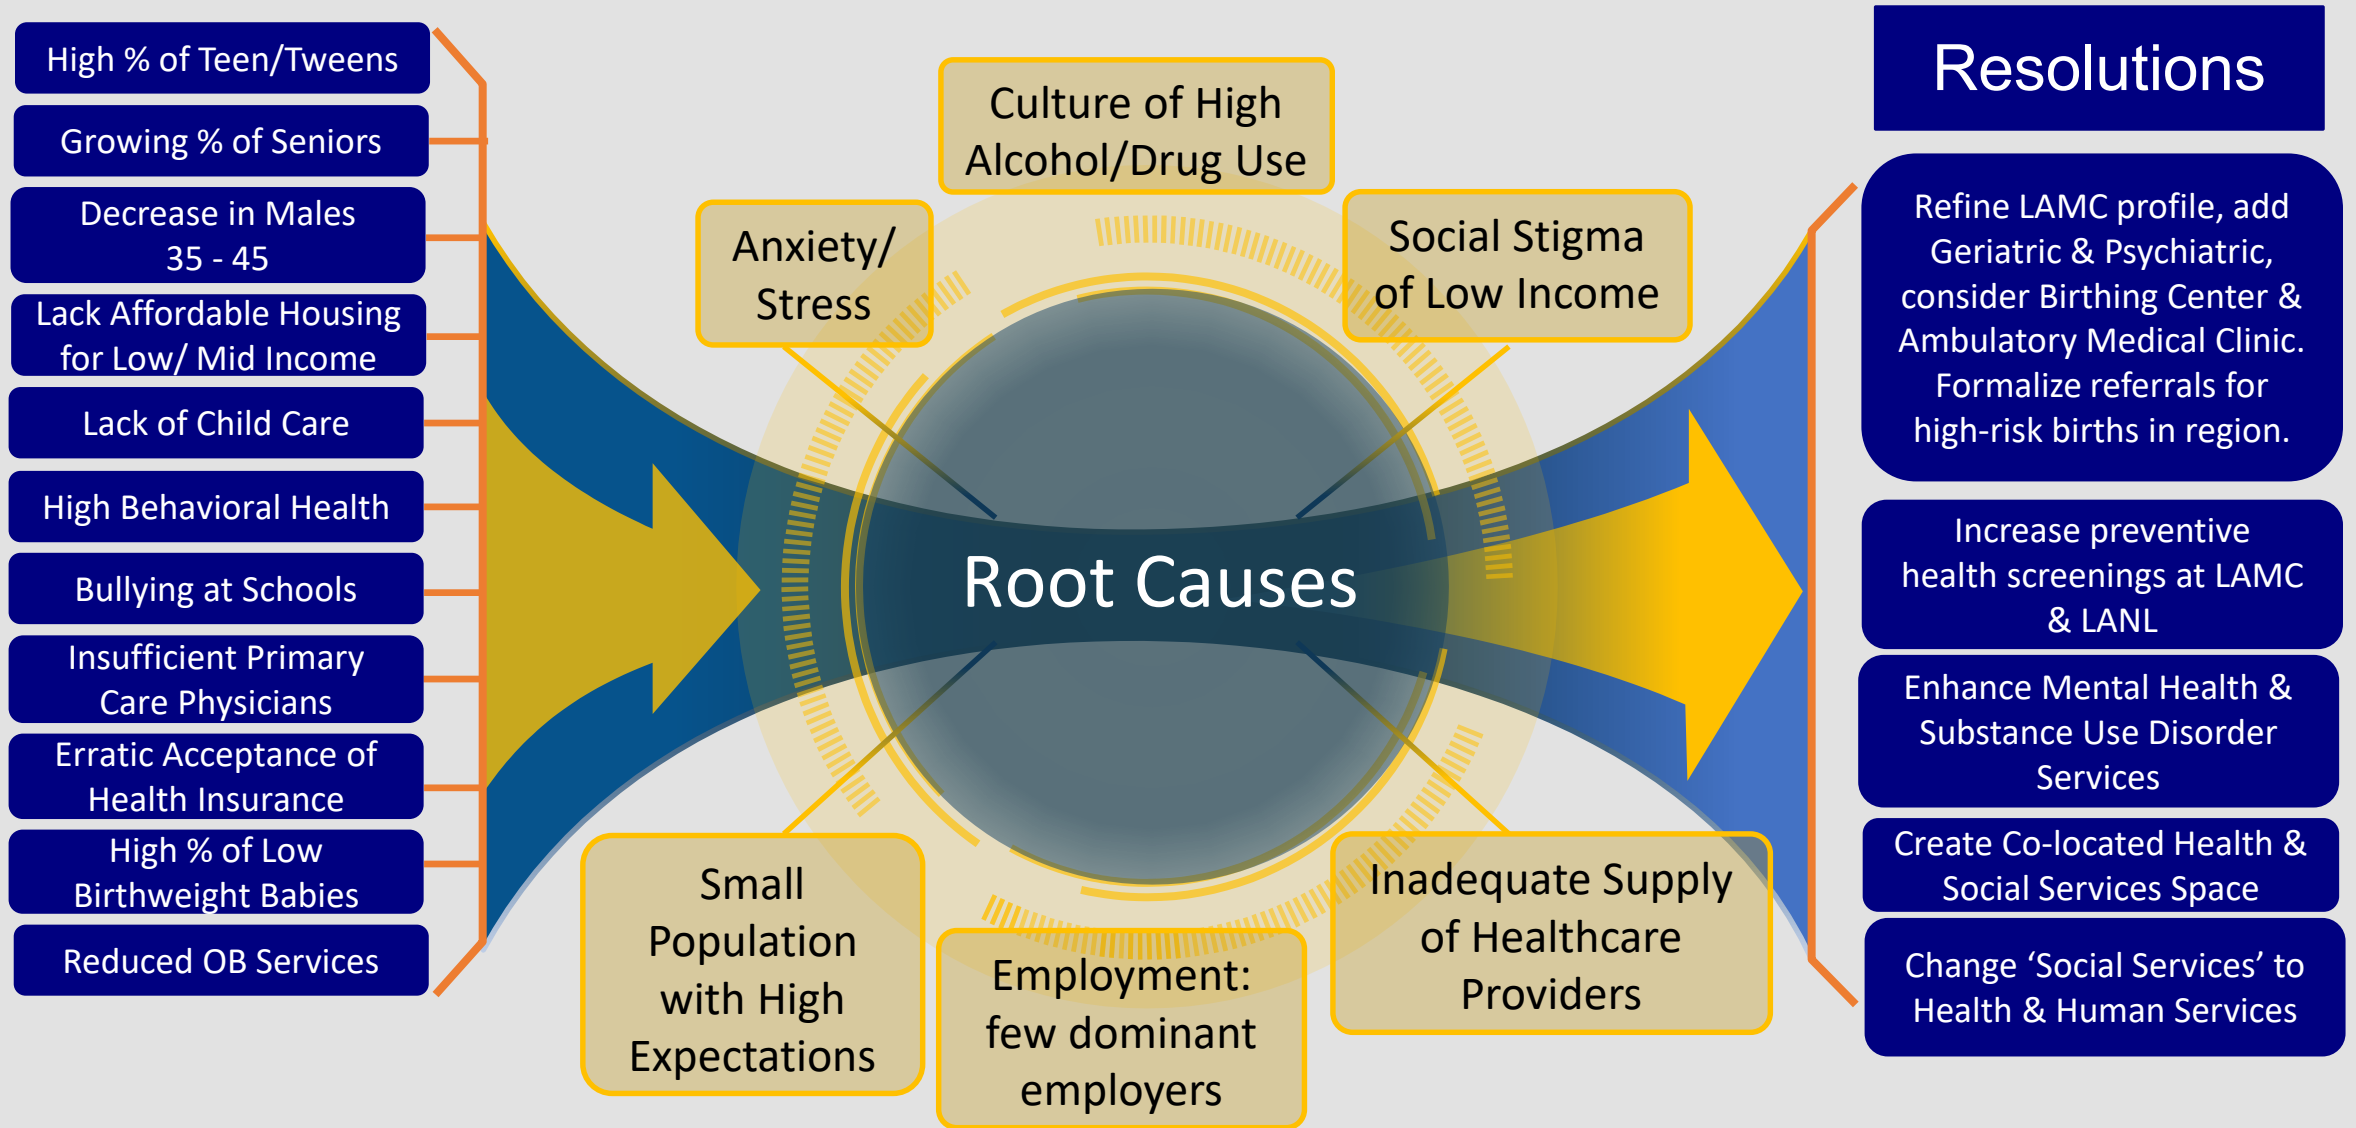 High % of Teen/Tweens
Growing % of Seniors
Decrease in Males
35 - 45
Lack Affordable Housing
for Low/ Mid Income
Lack of Child Care
High Behavioral Health
Bullying at Schools
Insufficient Primary
Care Physicians
Erratic Acceptance of
Health Insurance
High % of Low
Birthweight Babies
Reduced OB Services
Anxiety/
Stress
Culture of High
Alcohol/Drug Use
Social Stigma
of Low Income
Root Causes
Small
Population
with High
Expectations
Employment:
few dominant
employers
Inadequate Supply
of Healthcare
Providers
Resolutions
Refine LAMC profile, add
Geriatric & Psychiatric,
consider Birthing Center &
Ambulatory Medical Clinic.
Formalize referrals for
high-risk births in region.
Increase preventive
health screenings at LAMC
& LANL
Enhance Mental Health &
Substance Use Disorder
Services
Create Co-located Health &
Social Services Space
Change ‘Social Services’ to
Health & Human Services